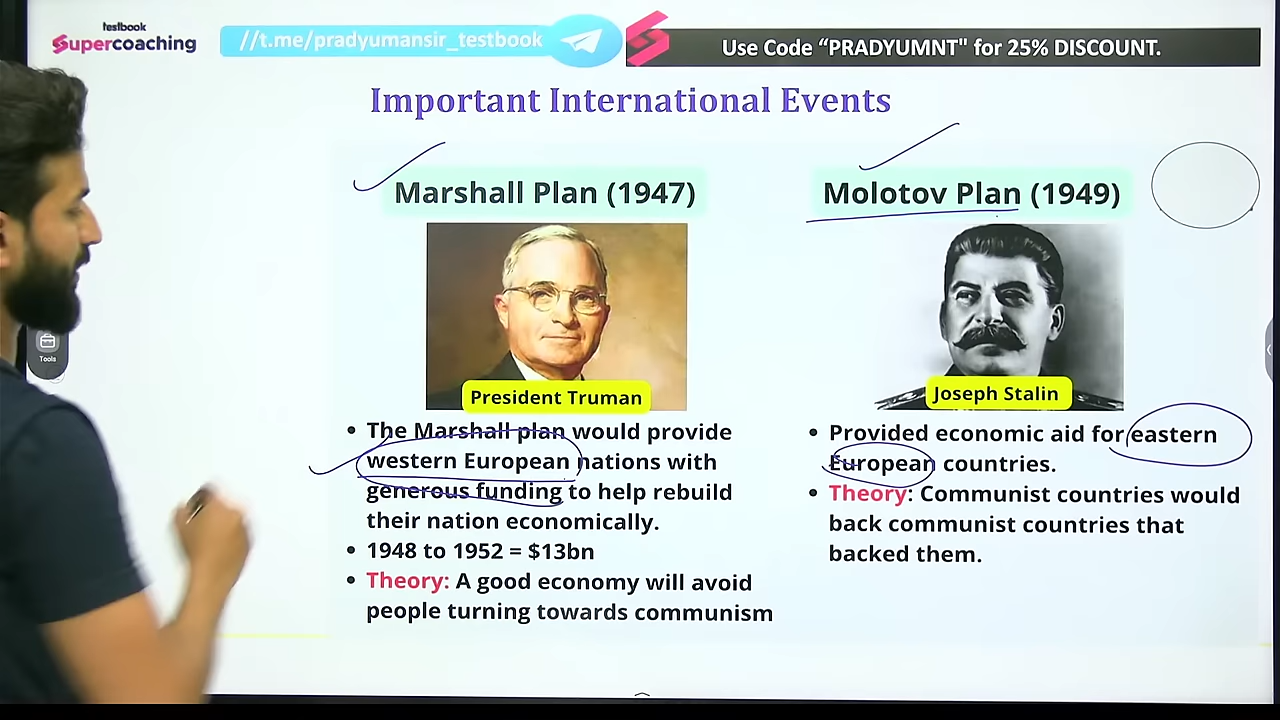 testbook
Supercoaching
//t.me/pradyumansir_testbook
Use Code “PRADYUMNT" for 25% DISCOUNT.
Important International Events
Marshall Plan (1947)
President Truman
• The Marshall plan would provide
western European nations with
generous funding to help rebuild
their nation economically.
• 1948 to 1952 = $13bn
• Theory: A good economy will avoid
people turning towards communism
Molotov Plan (1949)
Joseph Stalin
• Provided economic aid for eastern
European countries.
• Theory: Communist countries would
back communist countries that
backed them.
Tools